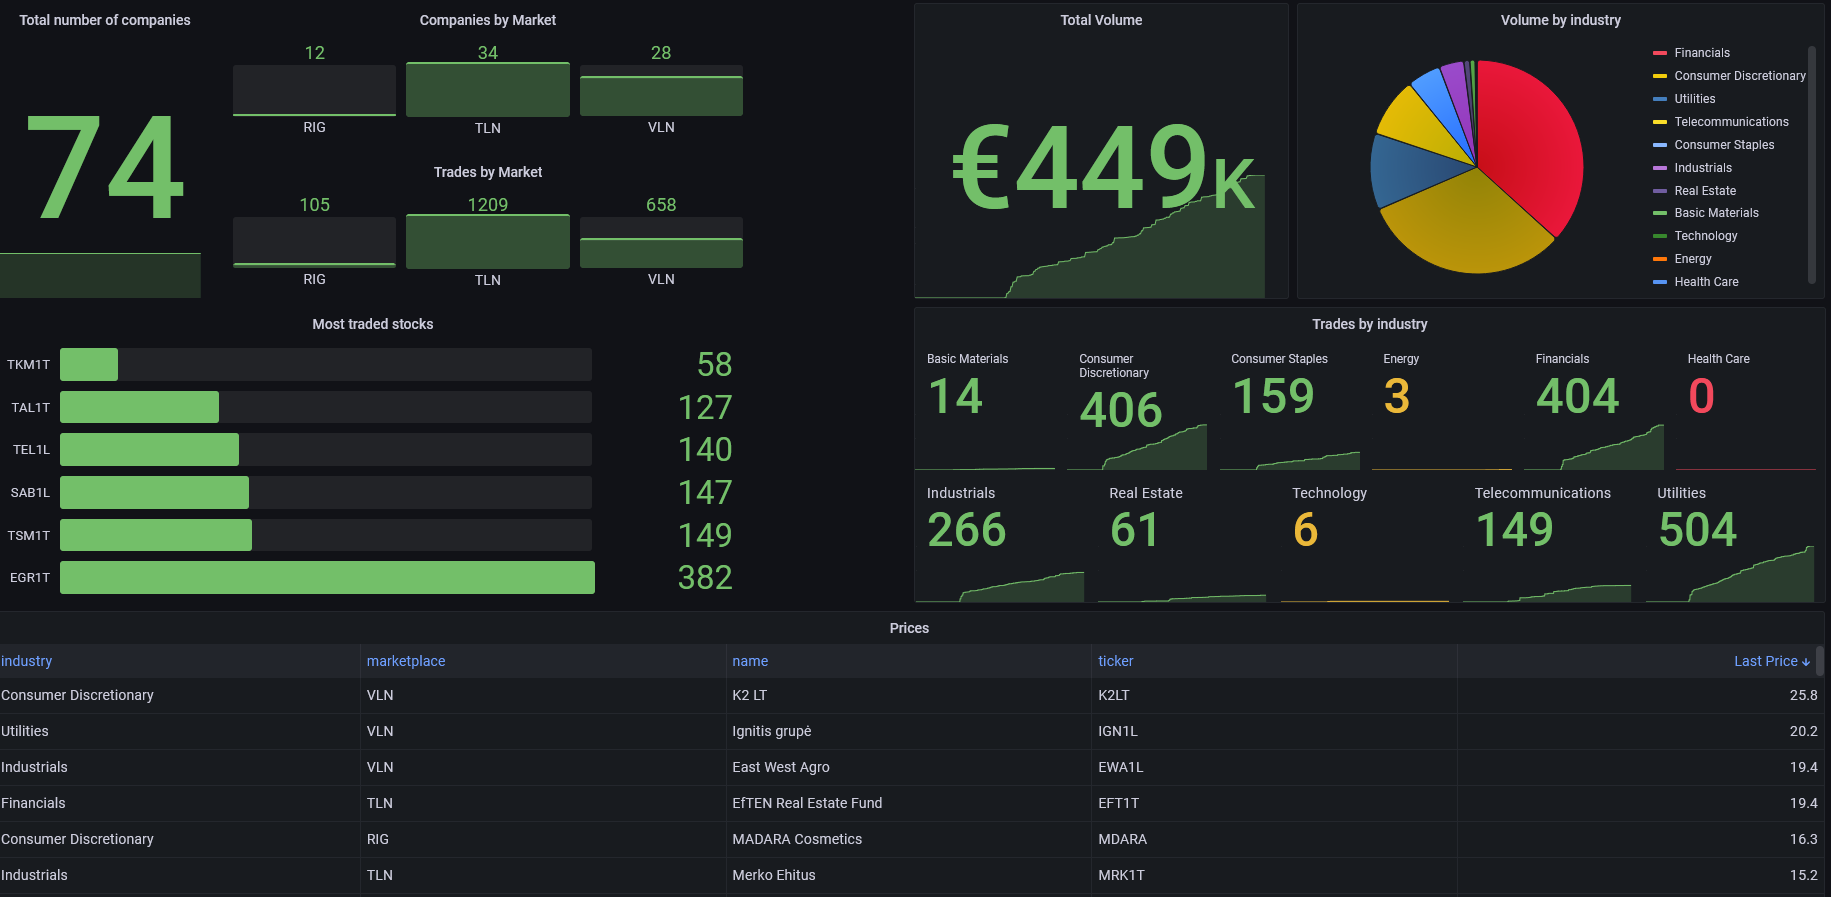 Total number of companies
74
Companies by Market
12
34
28
RIG
TLN
VLN
Trades by Market
105
1209
658
RIG
TLN
VLN
Total Volume
€449K
Volume by industry
Financials
Consumer Discretionary
Utilities
Telecommunications
Consumer Staples
Industrials
Real Estate
Basic Materials
Technology
Energy
Health Care
Most traded stocks
TKM1T 58
TAL1T 127
TEL1L 140
SAB1L 147
TSM1T 149
EGR1T 382
Trades by industry
Basic Materials
14
Consumer
Discretionary
406
Consumer Staples
159
Energy
3
Financials
404
Health Care
0
Industrials
266
Real Estate
61
Technology
6
Telecommunications
149
Utilities
504
Prices
industry marketplace name ticker Last Price ↓
Consumer Discretionary VLN K2 LT K2LT 25.8
Utilities VLN Ignitis grupė IGN1L 20.2
Industrials VLN East West Agro EWA1L 19.4
Financials TLN EfTEN Real Estate Fund EFT1T 19.4
Consumer Discretionary RIG MADARA Cosmetics MDARA 16.3
Industrials TLN Merko Ehitus MRK1T 15.2